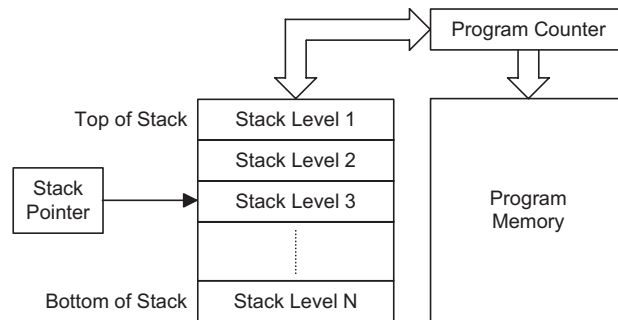 Program Counter
Top of Stack
Stack Level 1
Stack Level 2
Stack
Pointer
Stack Level 3
Program
Memory
Bottom of Stack
Stack Level N